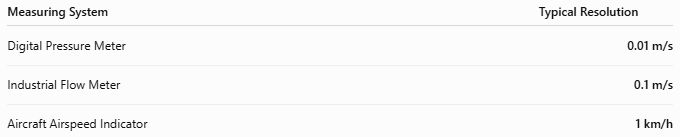 Measuring System Typical Resolution
Digital Pressure Meter 0.01 m/s
Industrial Flow Meter 0.1 m/s
Aircraft Airspeed Indicator 1 km/h